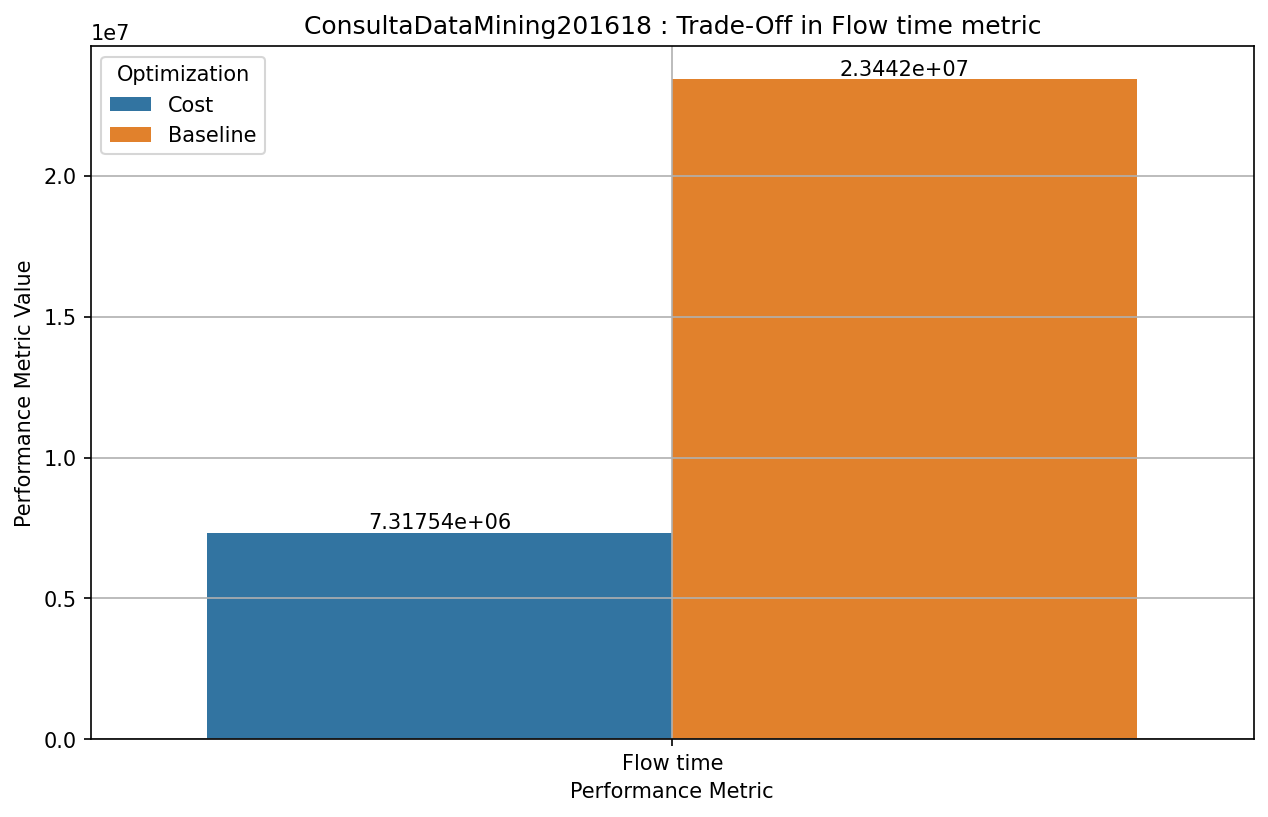 ConsultaDataMining201618 : Trade-Off in Flow time metric
1e7
Optimization
Cost
Baseline
2.3442e+07
7.31754e+06
Performance Metric Value
2.0
1.5
1.0
0.5
0.0
Flow time
Performance Metric